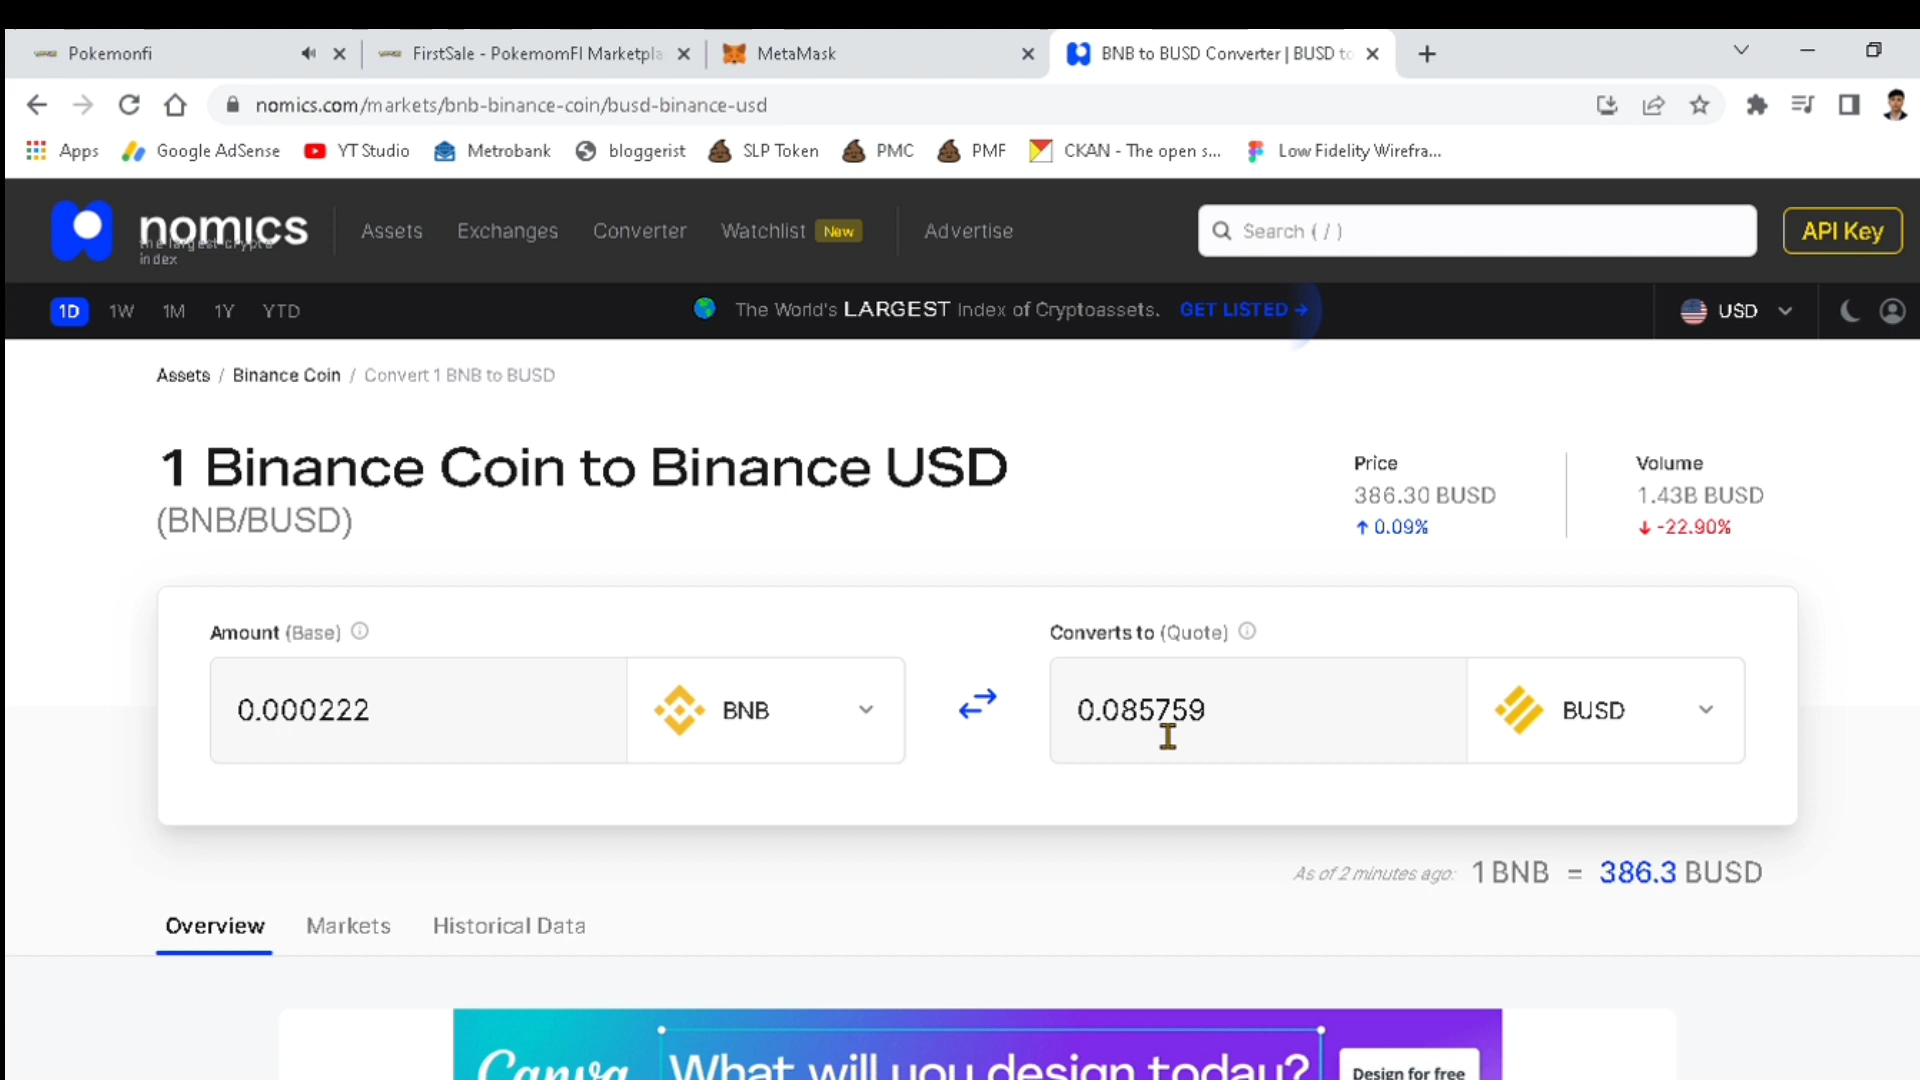 Pokemonfi
FirstSale - PokemomFI Marketpla
MetaMask
BNB to BUSD Converter | BUSD to
nomics.com/markets/bnb-binance-coin/busd-binance-usd
Apps Google AdSense YT Studio Metrobank bloggerist SLP Token PMC PMF CKAN - The open s... Low Fidelity Wirefra...
nomics
the largest crypto
index
Assets Exchanges Converter Watchlist New Advertise
Search ( / )
API Key
1D 1W 1M 1Y YTD
The World's LARGEST Index of Cryptoassets. GET LISTED →
USD
Assets / Binance Coin / Convert 1 BNB to BUSD
1 Binance Coin to Binance USD
(BNB/BUSD)
Price
386.30 BUSD
↑ 0.09%
Volume
1.43B BUSD
↓ -22.90%
Amount (Base)
0.000222
BNB
Converts to (Quote)
0.085759
BUSD
As of 2 minutes ago: 1 BNB = 386.3 BUSD
Overview Markets Historical Data
Canva
What will you design today?
Design for free